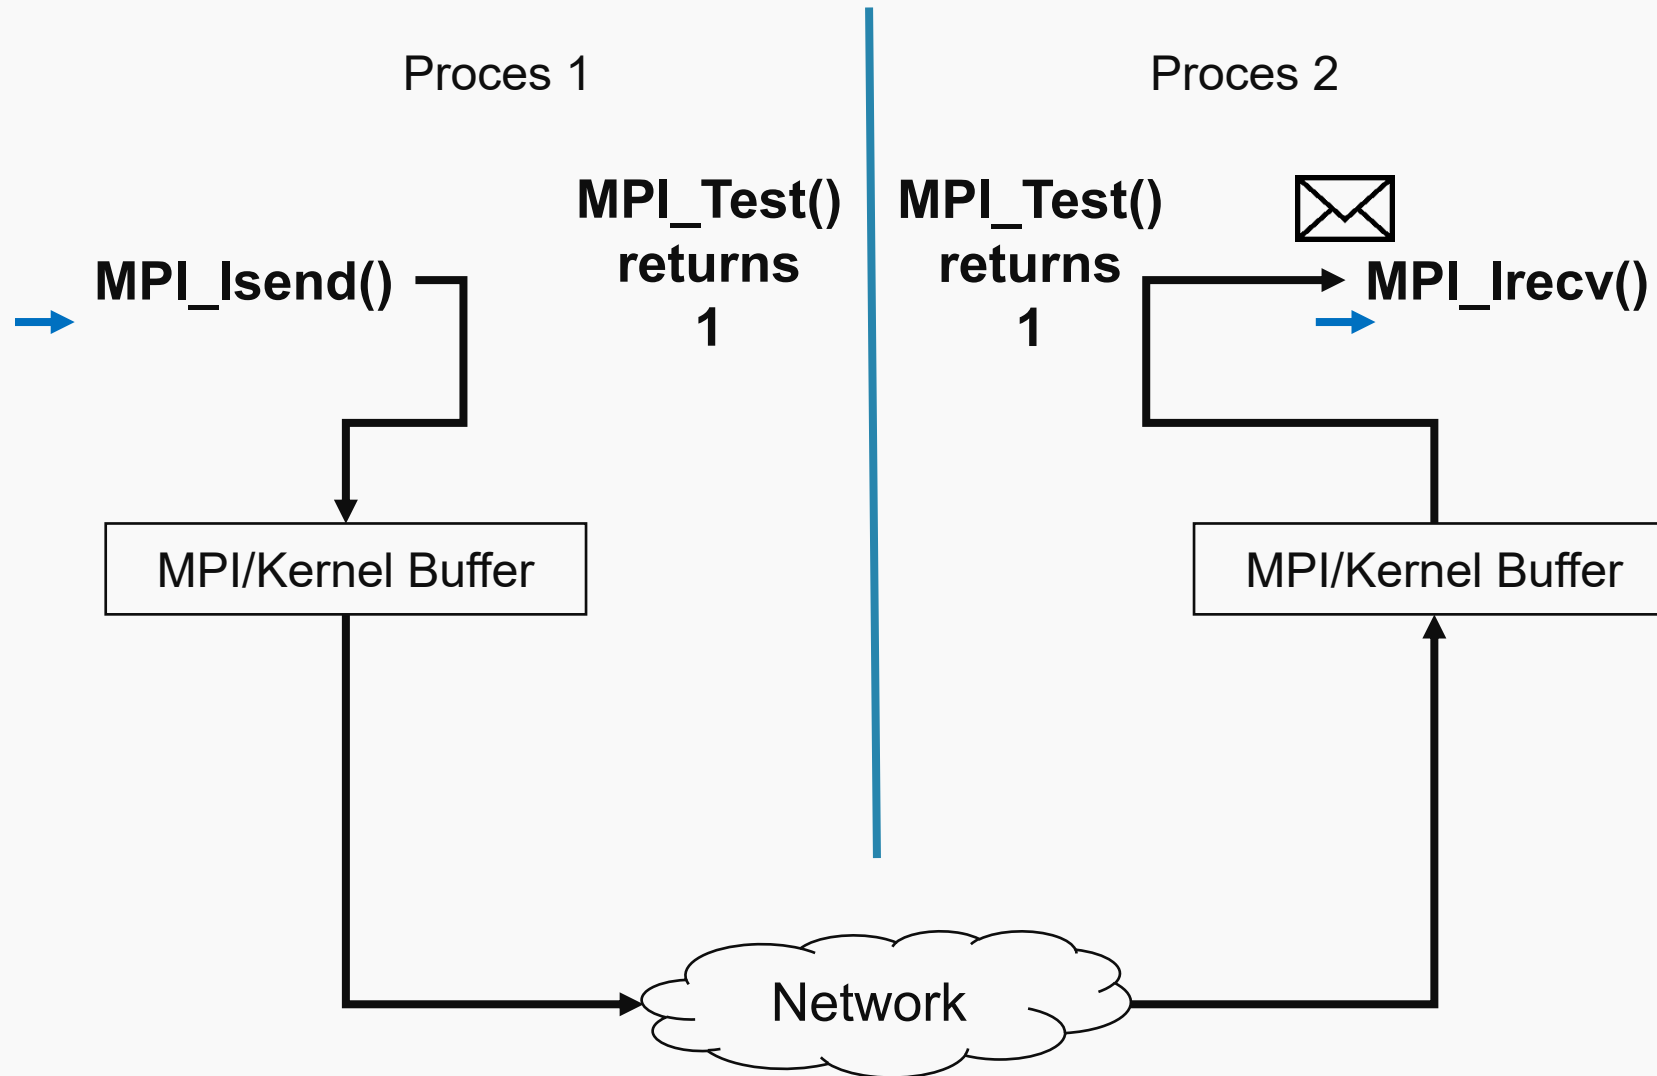 Proces 1
MPI_Isend()
MPI_Test()
returns
1
MPI/Kernel Buffer
Proces 2
MPI_Test()
returns
1
MPI_Irecv()
MPI/Kernel Buffer
Network